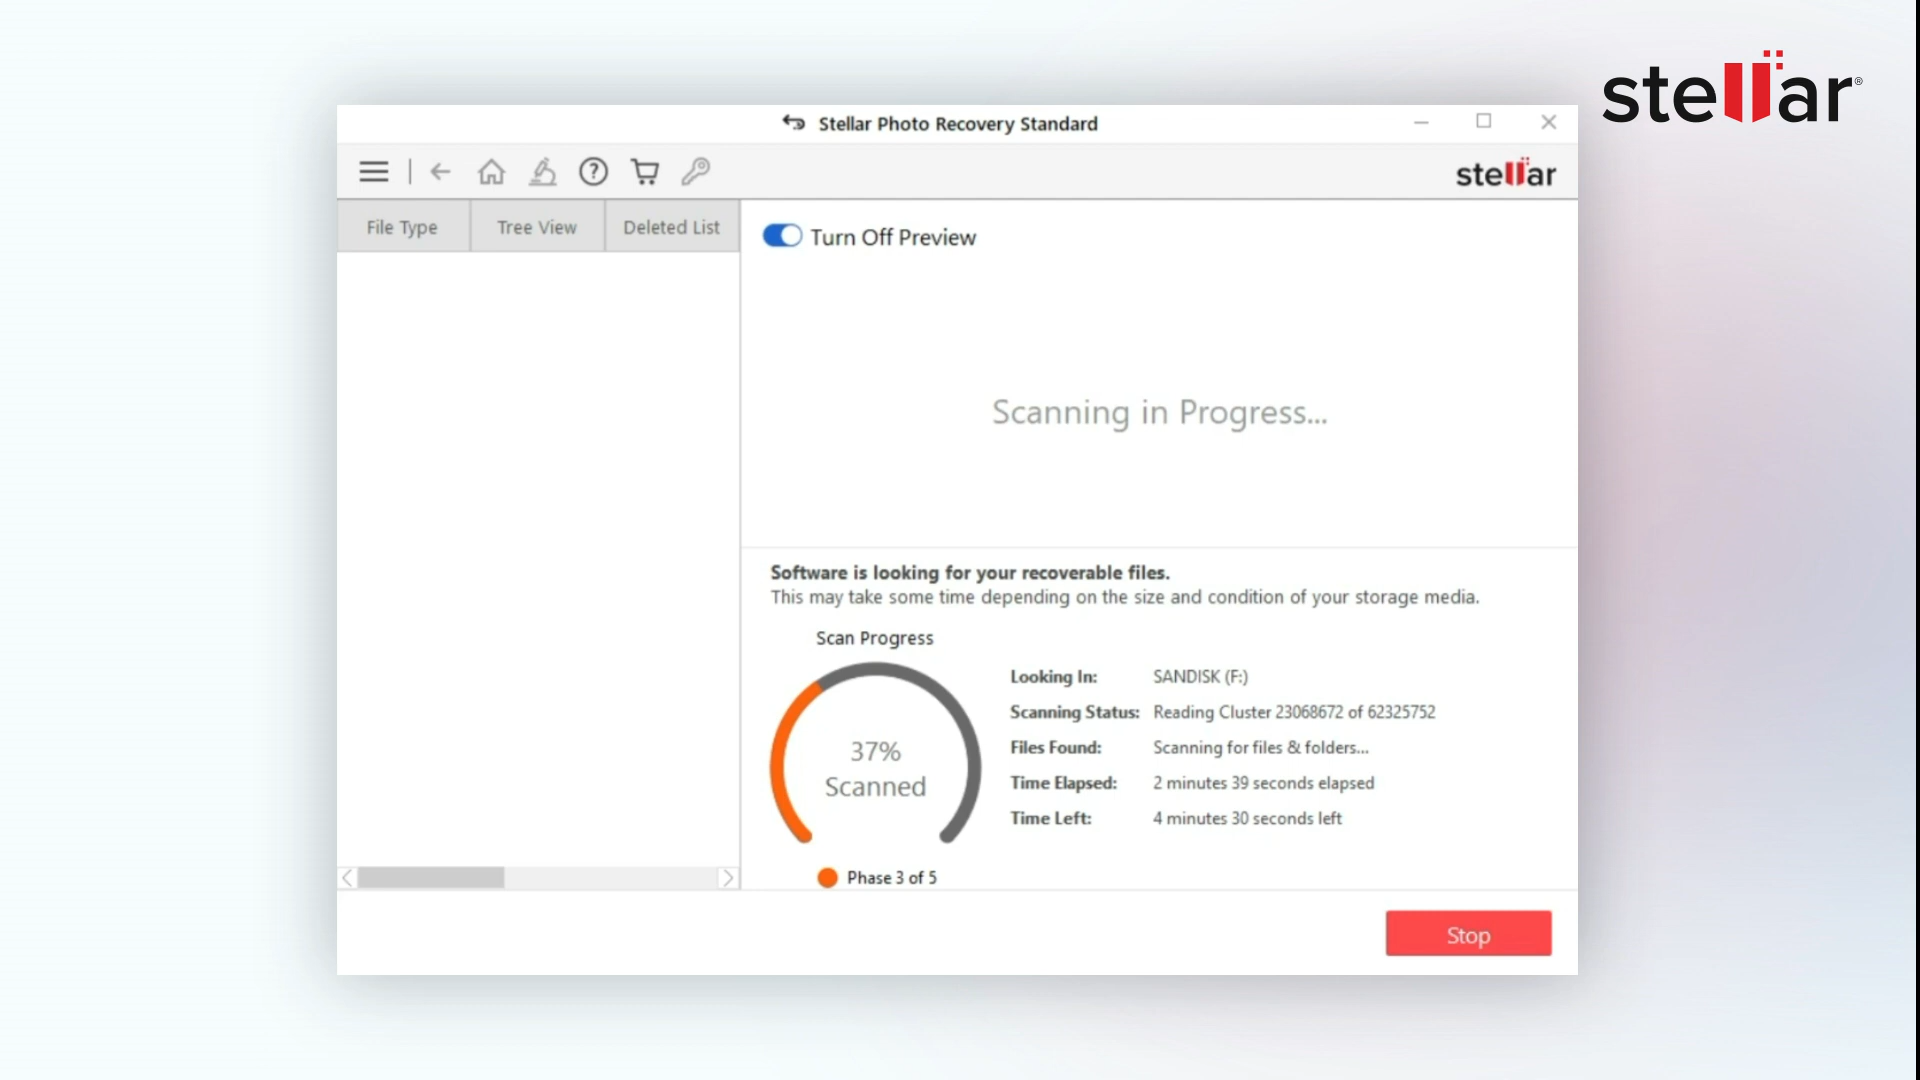 stellar®
Stellar Photo Recovery Standard
stellar
File Type
Tree View
Deleted List
Turn Off Preview
Scanning in Progress...
Software is looking for your recoverable files.
This may take some time depending on the size and condition of your storage media.
Scan Progress
37%
Scanned
Phase 3 of 5
Looking In: SANDISK (F:)
Scanning Status: Reading Cluster 23068672 of 62325752
Files Found: Scanning for files & folders...
Time Elapsed: 2 minutes 39 seconds elapsed
Time Left: 4 minutes 30 seconds left
Stop